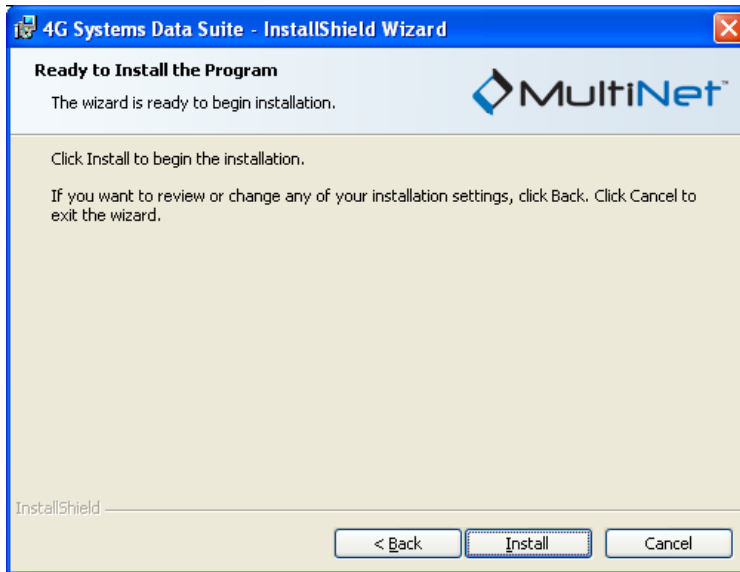 4G Systems Data Suite - InstallShield Wizard
Ready to Install the Program
The wizard is ready to begin installation.
MultiNet™
Click Install to begin the installation.
If you want to review or change any of your installation settings, click Back. Click Cancel to
exit the wizard.
InstallShield
< Back
Install
Cancel